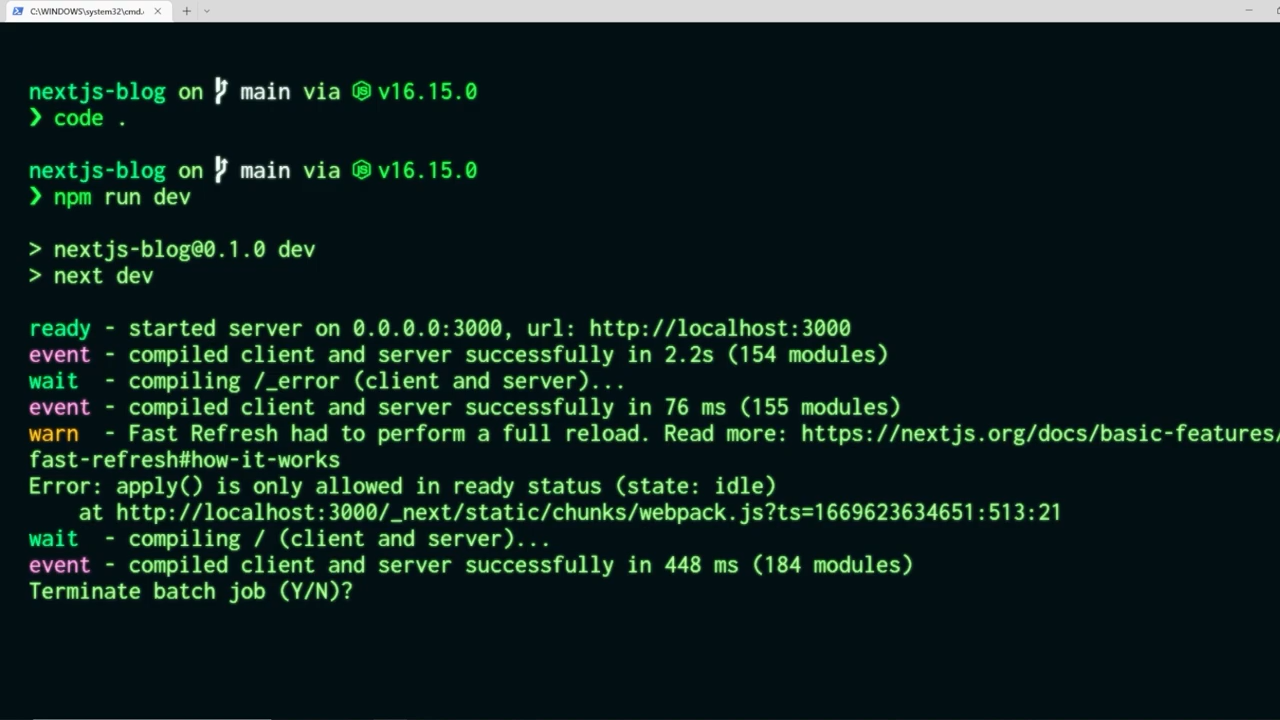 C:\WINDOWS\system32\cmd.
nextjs-blog on main via v16.15.0
❯ code .
nextjs-blog on main via v16.15.0
❯ npm run dev
> nextjs-blog@0.1.0 dev
> next dev
ready - started server on 0.0.0.0:3000, url: http://localhost:3000
event - compiled client and server successfully in 2.2s (154 modules)
wait  - compiling /_error (client and server)...
event - compiled client and server successfully in 76 ms (155 modules)
warn  - Fast Refresh had to perform a full reload. Read more: https://nextjs.org/docs/basic-features/
fast-refresh#how-it-works
Error: apply() is only allowed in ready status (state: idle)
    at http://localhost:3000/_next/static/chunks/webpack.js?ts=1669623634651:513:21
wait  - compiling / (client and server)...
event - compiled client and server successfully in 448 ms (184 modules)
Terminate batch job (Y/N)?